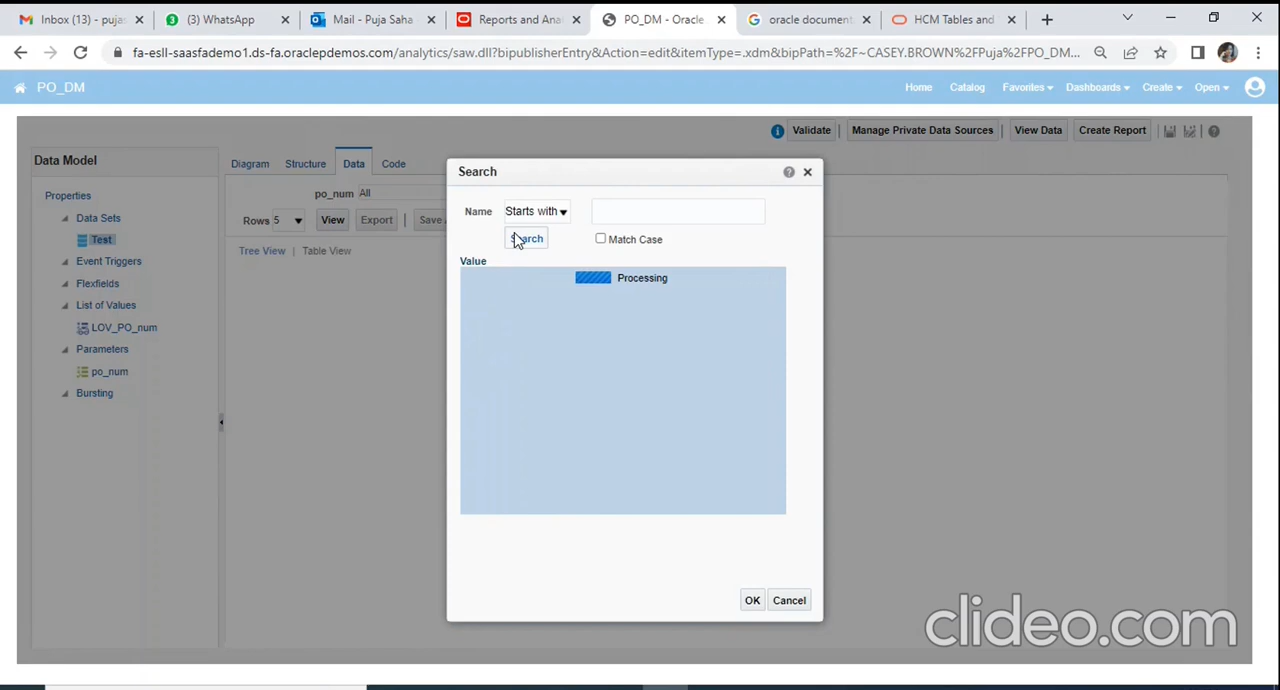 Inbox (13) - pujas
(3) WhatsApp
Mail - Puja Saha
Reports and Ana
PO_DM - Oracle
oracle document
HCM Tables and
fa-esll-saasfademo1.ds-fa.oraclepdemos.com/analytics/saw.dll?bipublisherEntry&Action=edit&itemType=.xdm&bipPath=%2F~CASEY.BROWN%2FPuja%2FPO_DM...
PO_DM
Home
Catalog
Favorites
Dashboards
Create
Open
Validate
Manage Private Data Sources
View Data
Create Report
Data Model
Diagram
Structure
Data
Code
Properties
Data Sets
Test
Event Triggers
Flexfields
List of Values
LOV_PO_num
Parameters
po_num
Bursting
po_num All
Rows 5
View
Export
Save
Tree View
Table View
Search
Name
Starts with
Search
Match Case
Value
Processing
OK
Cancel
clideo.com